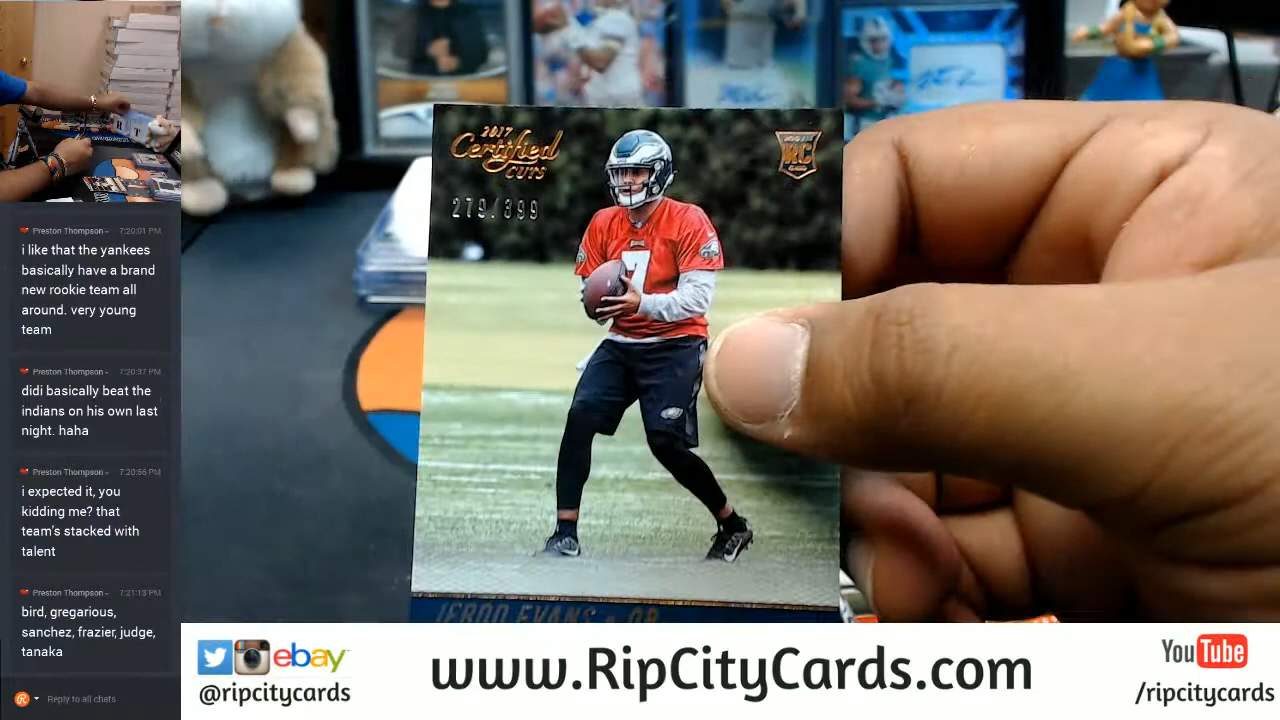 Preston Thompson - 7:20:01 PM
i like that the yankees
basically have a brand
new rookie team all
around. very young
team
Preston Thompson - 7:20:37 PM
didi basically beat the
indians on his own last
night. haha
Preston Thompson - 7:20:56 PM
i expected it, you
kidding me? that
team's stacked with
talent
Preston Thompson - 7:21:13 PM
bird, gregarious,
sanchez, frazier, judge,
tanaka
Reply to all chats
2017
Certified
CUTS
279/399
RC
7
JEROD EVANS • QB
ebay
@ripcitycards
www.RipCityCards.com
YouTube
/ripcitycards